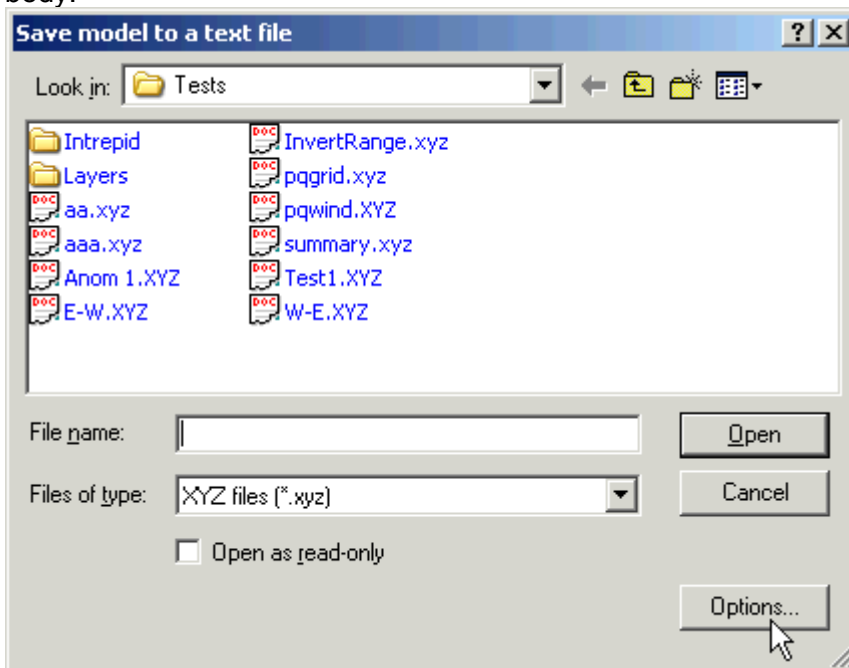 body.
Save model to a text file
Look in: Tests
Intrepid
Layers
aa.xyz
aaa.xyz
Anom 1.XYZ
E-W.XYZ
InvertRange.xyz
pqgrid.xyz
pqwind.XYZ
summary.xyz
Test1.XYZ
W-E.XYZ
File name:
Open
Files of type: XYZ files (*.xyz)
Cancel
Open as read-only
Options...